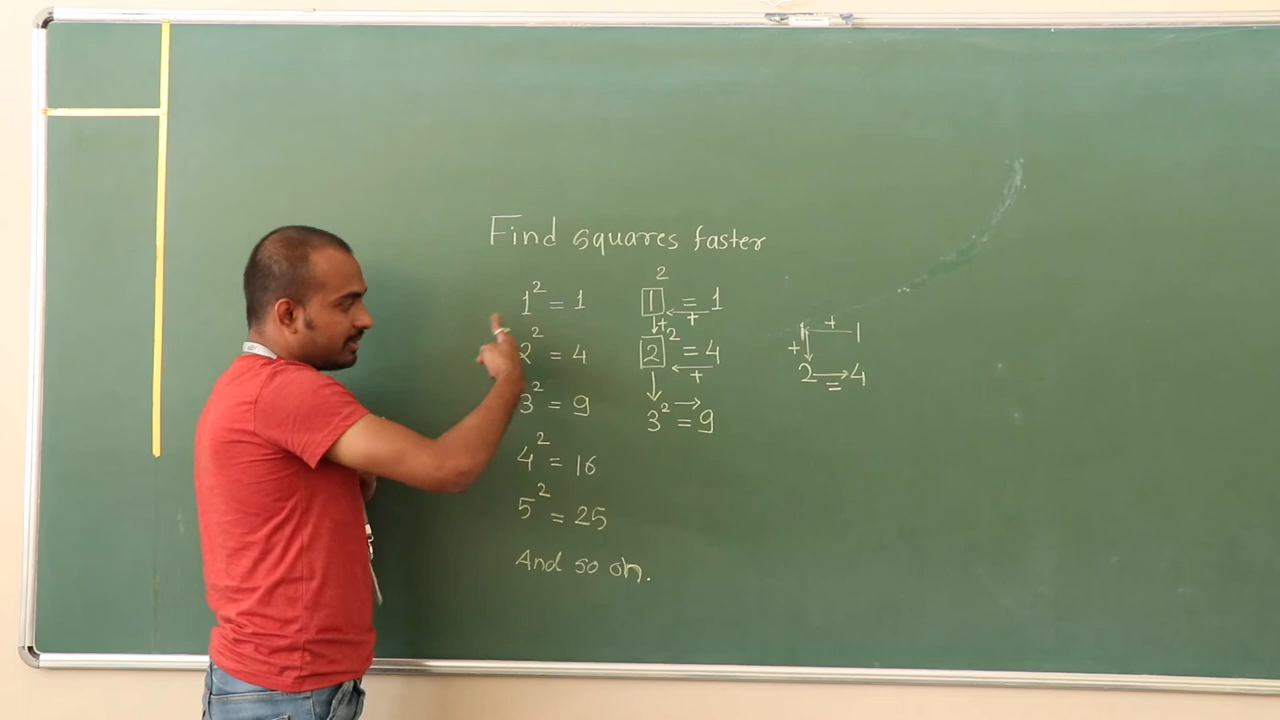 Find squares faster
1² = 1
2² = 4
3² = 9
4² = 16
5² = 25
And so on.
1² = 1
+
+
2² = 4
+
3² = 9
1 + 1
+
2 = 4